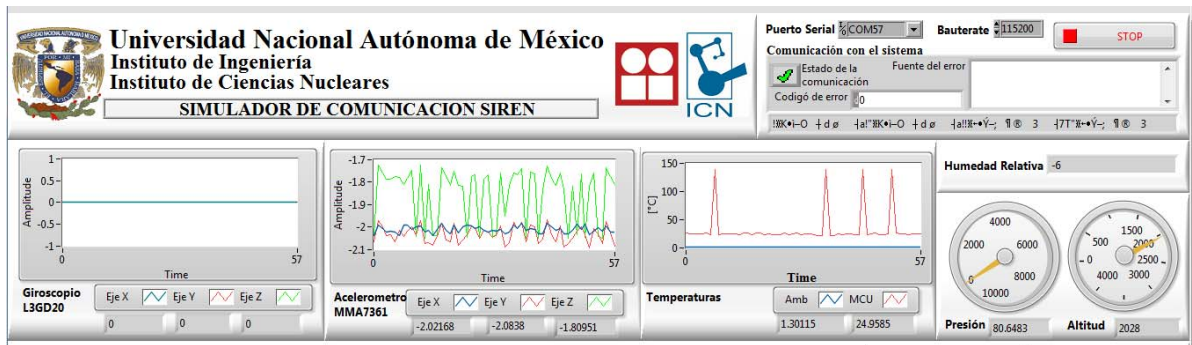 Universidad Nacional Autónoma de México
Instituto de Ingeniería
Instituto de Ciencias Nucleares
SIMULADOR DE COMUNICACION SIREN
ICN
Puerto Serial COM57 Bauterate 115200 STOP
Comunicación con el sistema
Estado de la comunicación
Fuente del error
Codigó de error 0
1
0.5
0
-0.5
-1
Amplitude
0 57
Time
Giroscopio L3GD20
Eje X Eje Y Eje Z
0 0 0
-1.7
-1.8
-1.9
-2
-2.1
Amplitude
0 57
Time
Acelerometro MMA7361
Eje X Eje Y Eje Z
-2.02168 -2.0838 -1.80951
150
100
50
0
[°C]
0 57
Time
Temperaturas
Amb MCU
1.30115 24.9585
Humedad Relativa -6
0 2000 4000 6000 8000 10000
Presión 80.6483
0 500 1500 2000 2500 3000 4000
Altitud 2028